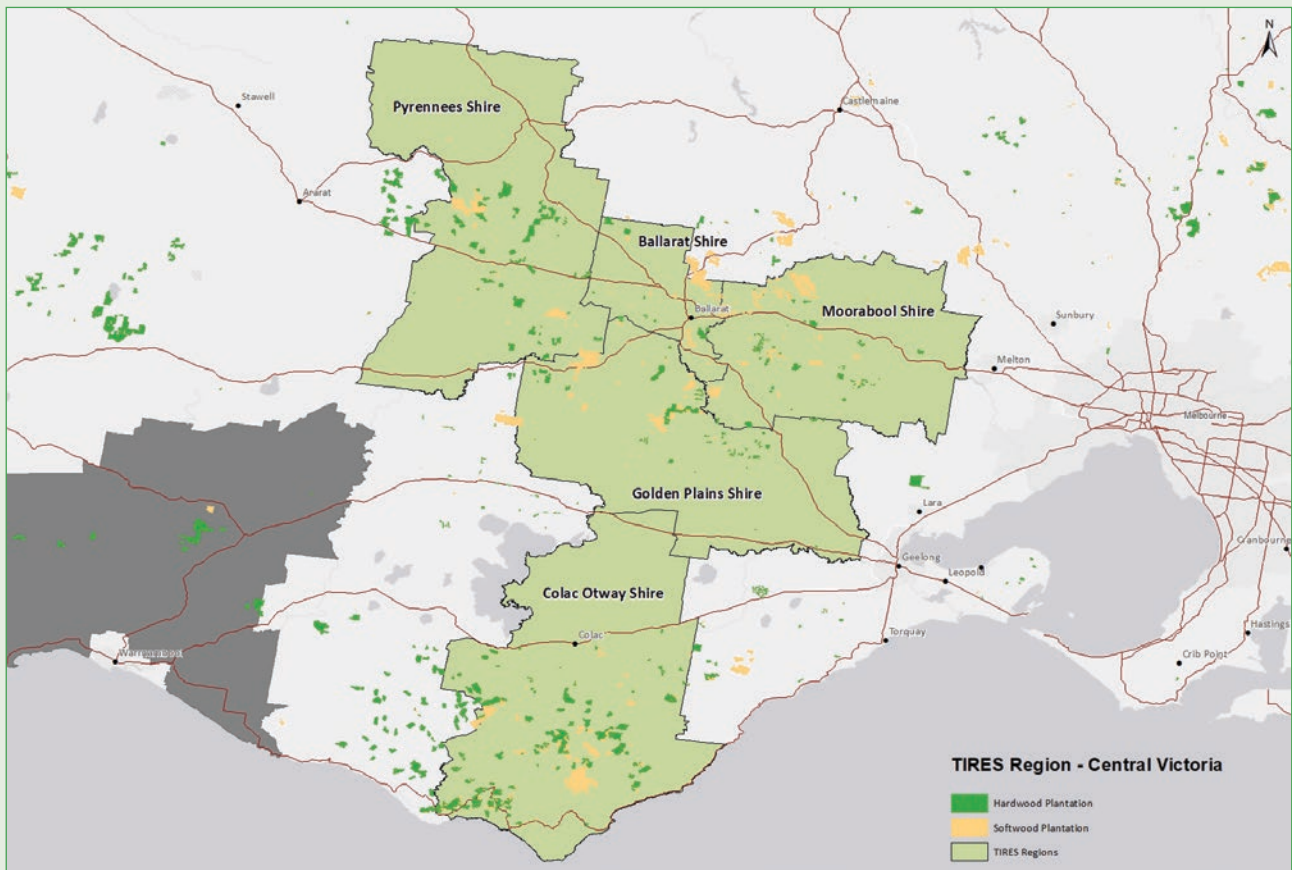 N
Pyrennees Shire
Stawell
Castlemaine
Ararat
Ballarat Shire
Ballarat
Moorabool Shire
Sunbury
Melton
Melbourne
Golden Plains Shire
Lara
Geelong
Leopold
Cranbourne
Colac Otway Shire
Colac
Torquay
Hastings
Crib Point
Warrnambool
TIRES Region - Central Victoria
Hardwood Plantation
Softwood Plantation
TIRES Regions